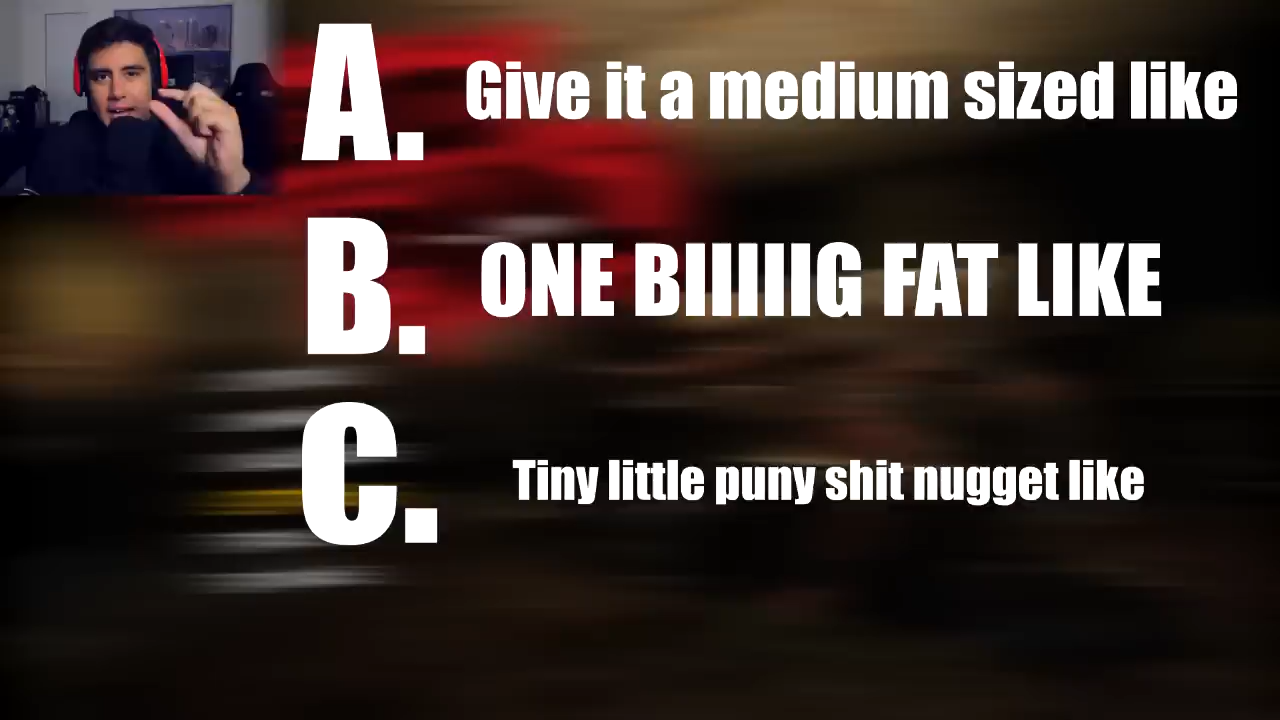 A. Give it a medium sized like
B. ONE BIIIIIG FAT LIKE
C. Tiny little puny shit nugget like